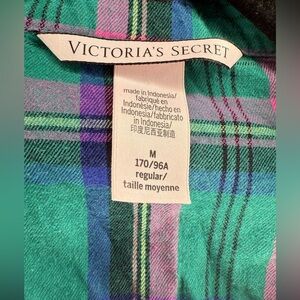 VICTORIA'S SECRET
made in Indonesia/
fabriqué en
Indonésie/hecho en
Indonesia/fabbricato
in Indonesia/
印度尼西亚制造
M
170/96A
regular/
taille moyenne